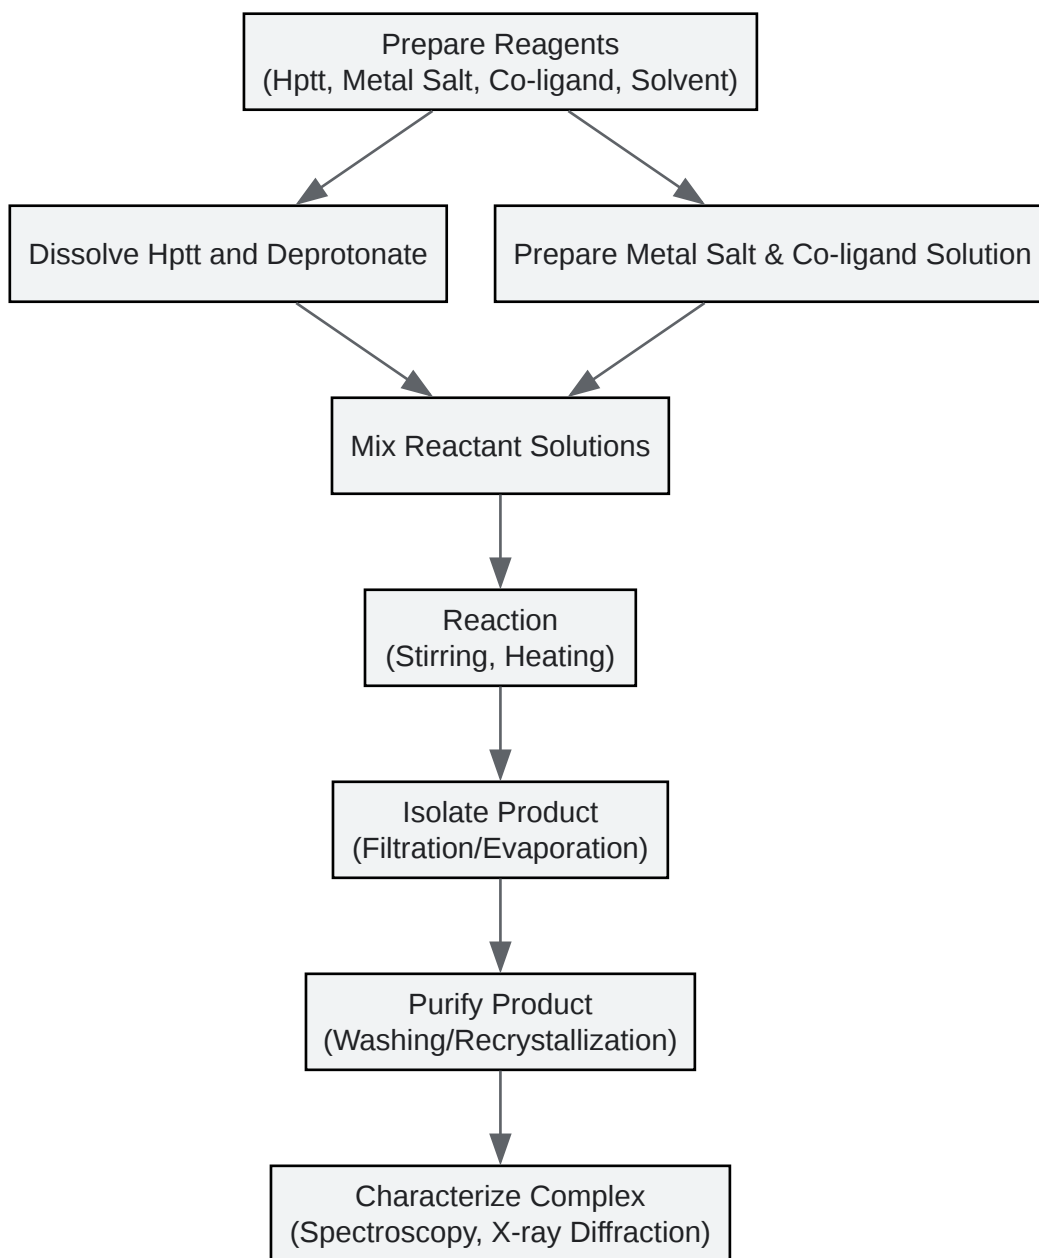 Prepare Reagents
(Hptt, Metal Salt, Co-ligand, Solvent)
Dissolve Hptt and Deprotonate
Prepare Metal Salt & Co-ligand Solution
Mix Reactant Solutions
Reaction
(Stirring, Heating)
Isolate Product
(Filtration/Evaporation)
Purify Product
(Washing/Recrystallization)
Characterize Complex
(Spectroscopy, X-ray Diffraction)